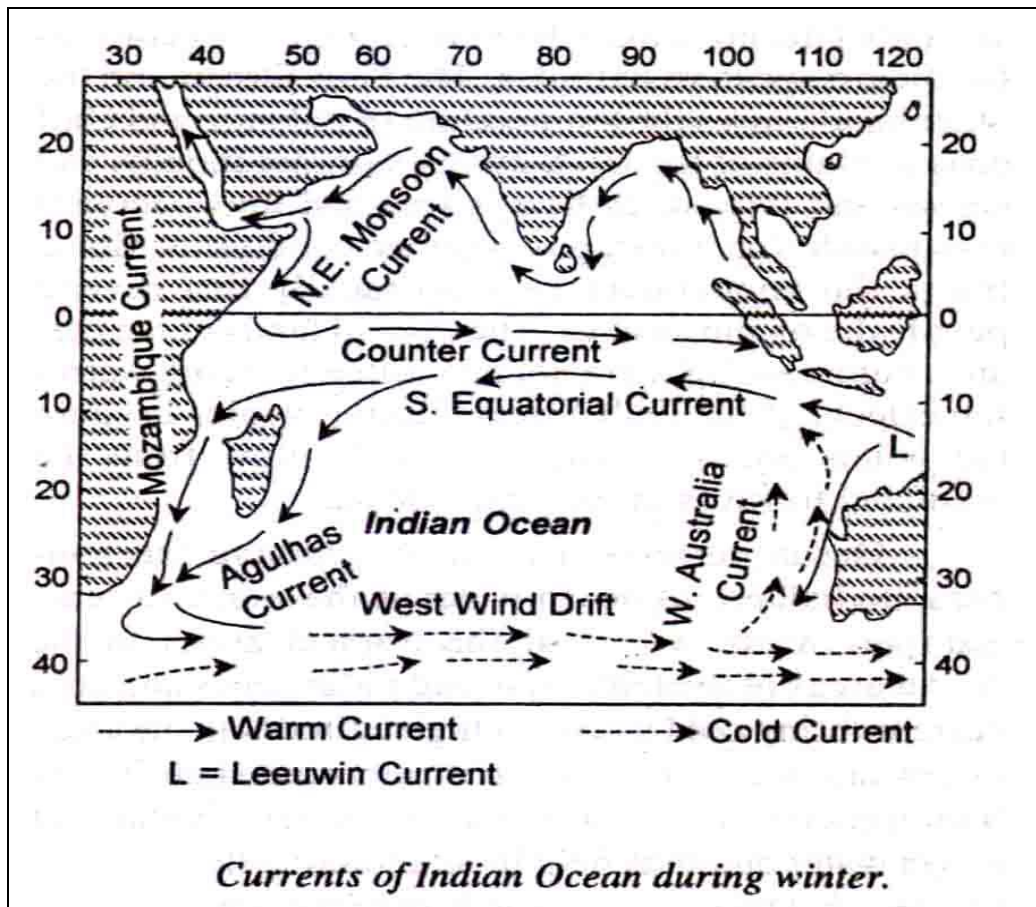 30 40 50 60 70 80 90 100 110 120
20 20
10 10
0 0
10 10
20 20
30 30
40 40
Mozambique Current
N.E. Monsoon
Current
Counter Current
S. Equatorial Current
L
Indian Ocean
W. Australia
Current
Agulhas
Current
West Wind Drift
Warm Current
Cold Current
L = Leeuwin Current
Currents of Indian Ocean during winter.